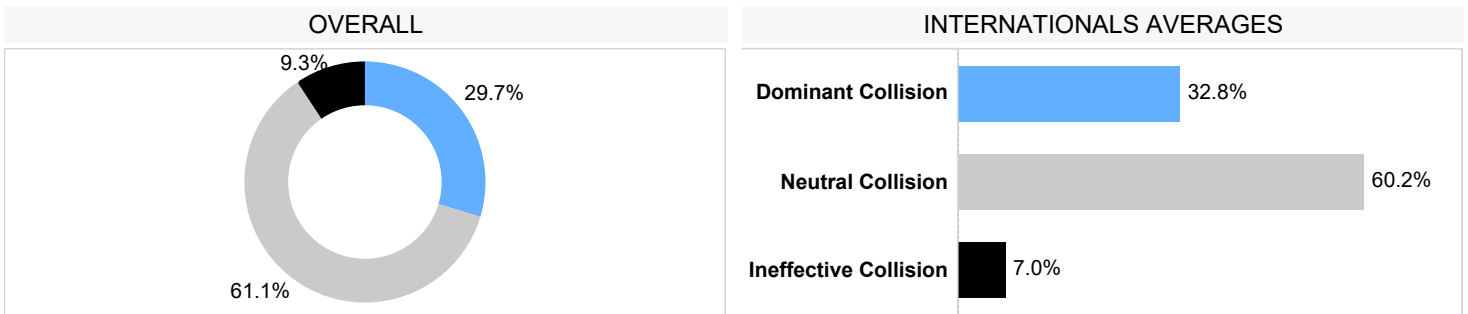 OVERALL
9.3%
29.7%
61.1%
INTERNATIONALS AVERAGES
Dominant Collision 32.8%
Neutral Collision 60.2%
Ineffective Collision 7.0%